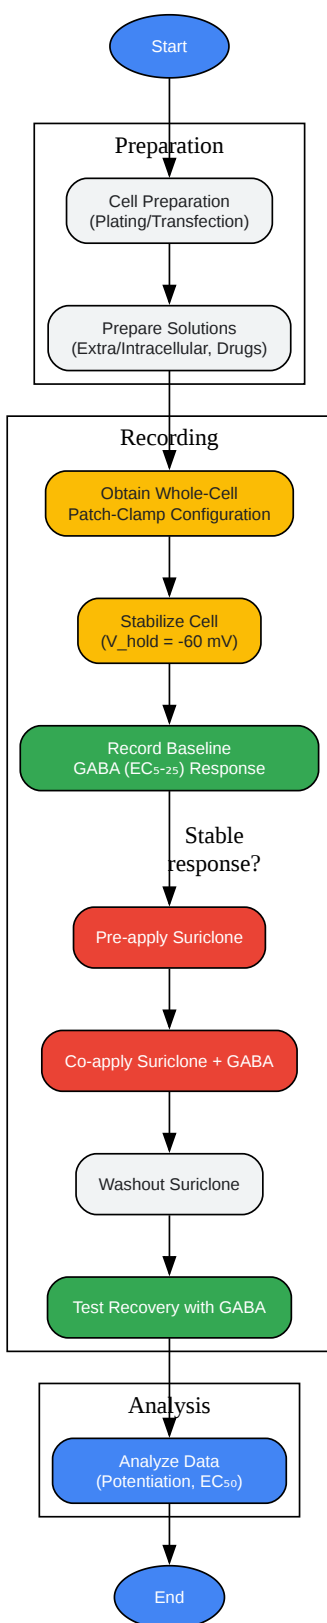 Start
Preparation
Cell Preparation
(Plating/Transfection)
Prepare Solutions
(Extra/Intracellular, Drugs)
Recording
Obtain Whole-Cell
Patch-Clamp Configuration
Stabilize Cell
(V_hold = -60 mV)
Record Baseline
GABA (EC₅-₂₅) Response
Stable
response?
Pre-apply Suriclone
Co-apply Suriclone + GABA
Washout Suriclone
Test Recovery with GABA
Analysis
Analyze Data
(Potentiation, EC₅₀)
End